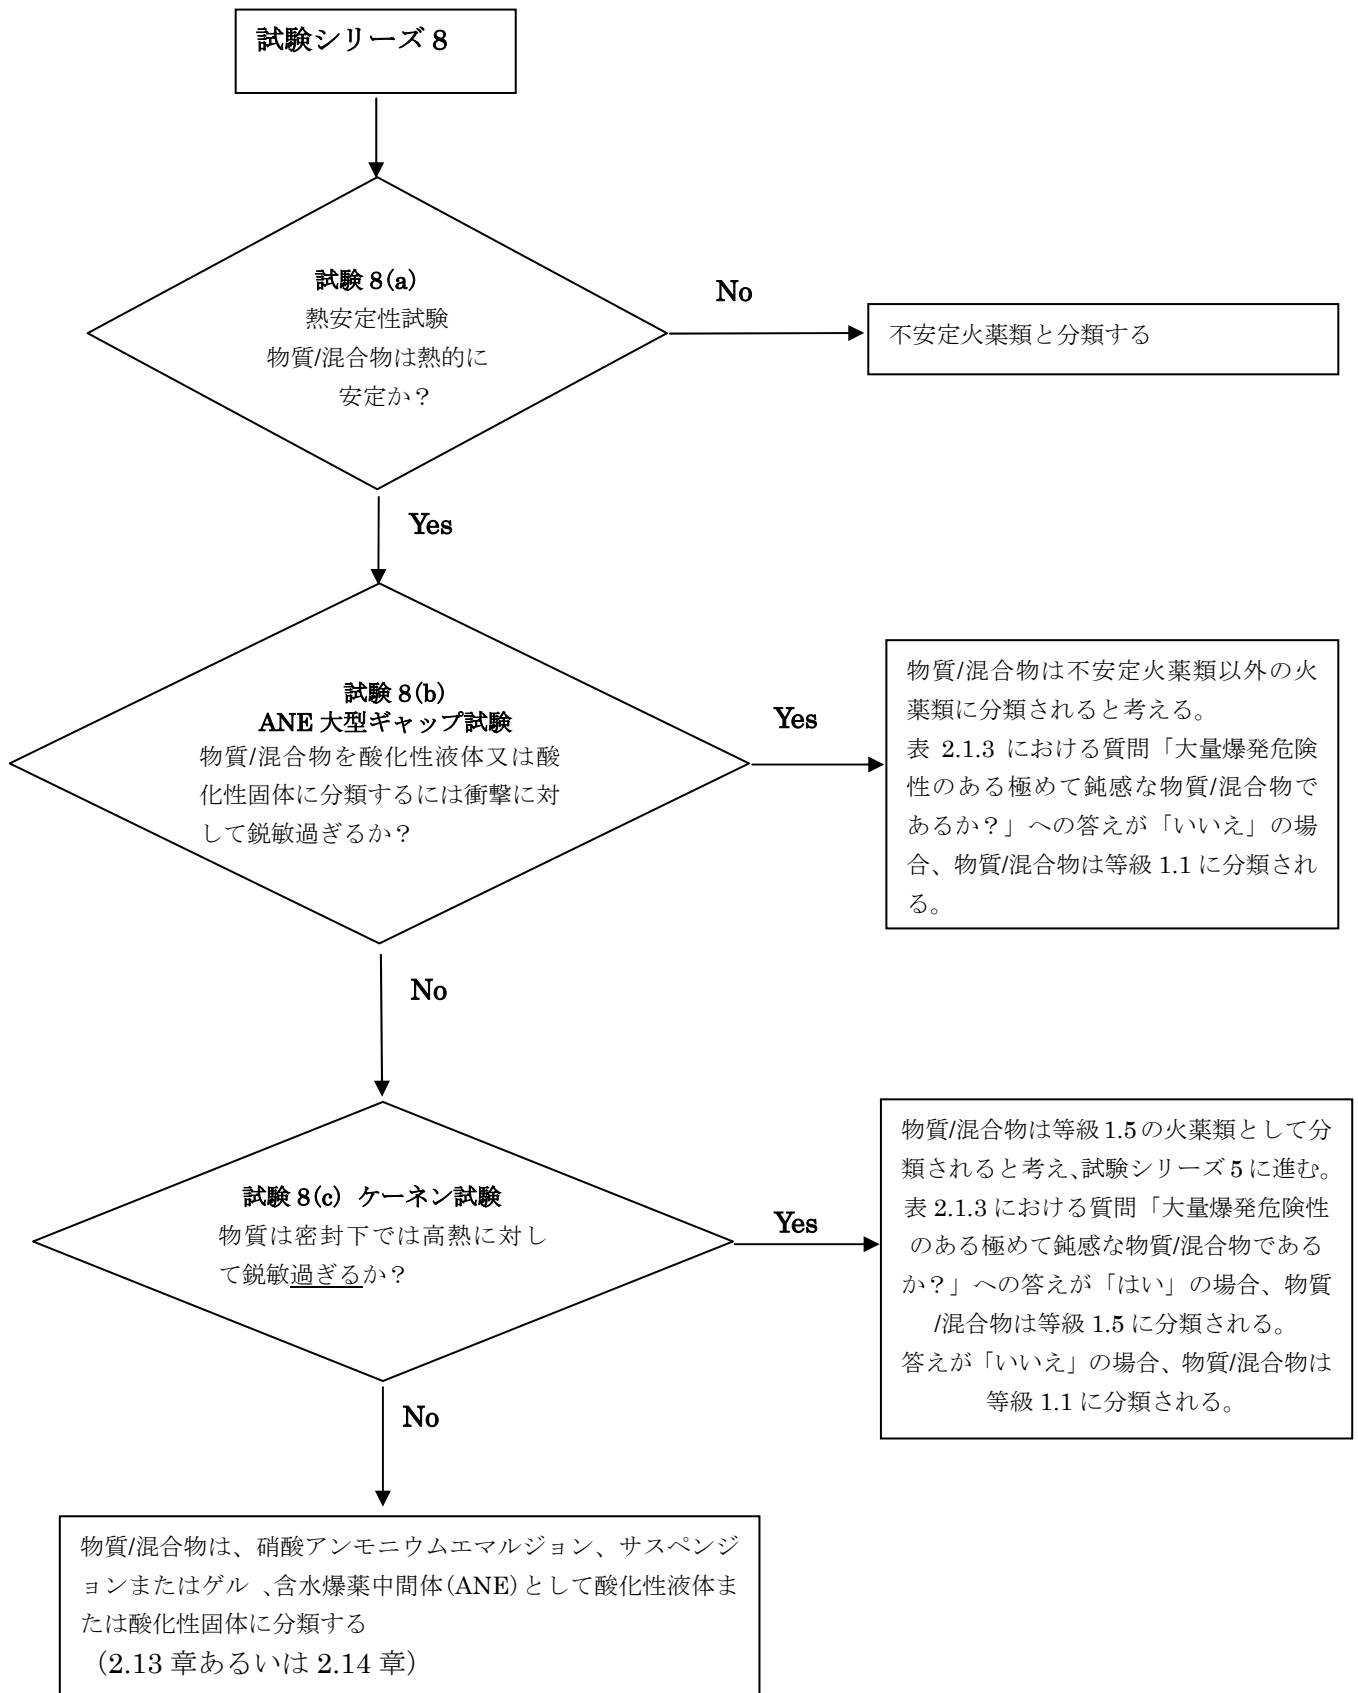 試験シリーズ 8
試験 8(a)
熱安定性試験
物質/混合物は熱的に
安定か？
No
不安定火薬類と分類する
Yes
試験 8(b)
ANE 大型ギャップ試験
物質/混合物を酸化性液体又は酸
化性固体に分類するには衝撃に対
して鋭敏過ぎるか？
Yes
物質/混合物は不安定火薬類以外の火
薬類に分類されると考える。
表 2.1.3 における質問「大量爆発危険
性のある極めて鈍感な物質/混合物で
あるか？」への答えが「いいえ」の場
合、物質/混合物は等級 1.1 に分類され
る。
No
試験 8(c) ケーネン試験
物質は密封下では高熱に対し
て鋭敏過ぎるか？
Yes
物質/混合物は等級 1.5 の火薬類として分
類されると考え、試験シリーズ 5 に進む。
表 2.1.3 における質問「大量爆発危険性
のある極めて鈍感な物質/混合物である
か？」への答えが「はい」の場合、物質
/混合物は等級 1.5 に分類される。
答えが「いいえ」の場合、物質/混合物は
等級 1.1 に分類される。
No
物質/混合物は、硝酸アンモニウムエマルジョン、サスペンジ
ョンまたはゲル 、含水爆薬中間体(ANE)として酸化性液体ま
たは酸化性固体に分類する
（2.13 章あるいは 2.14 章）